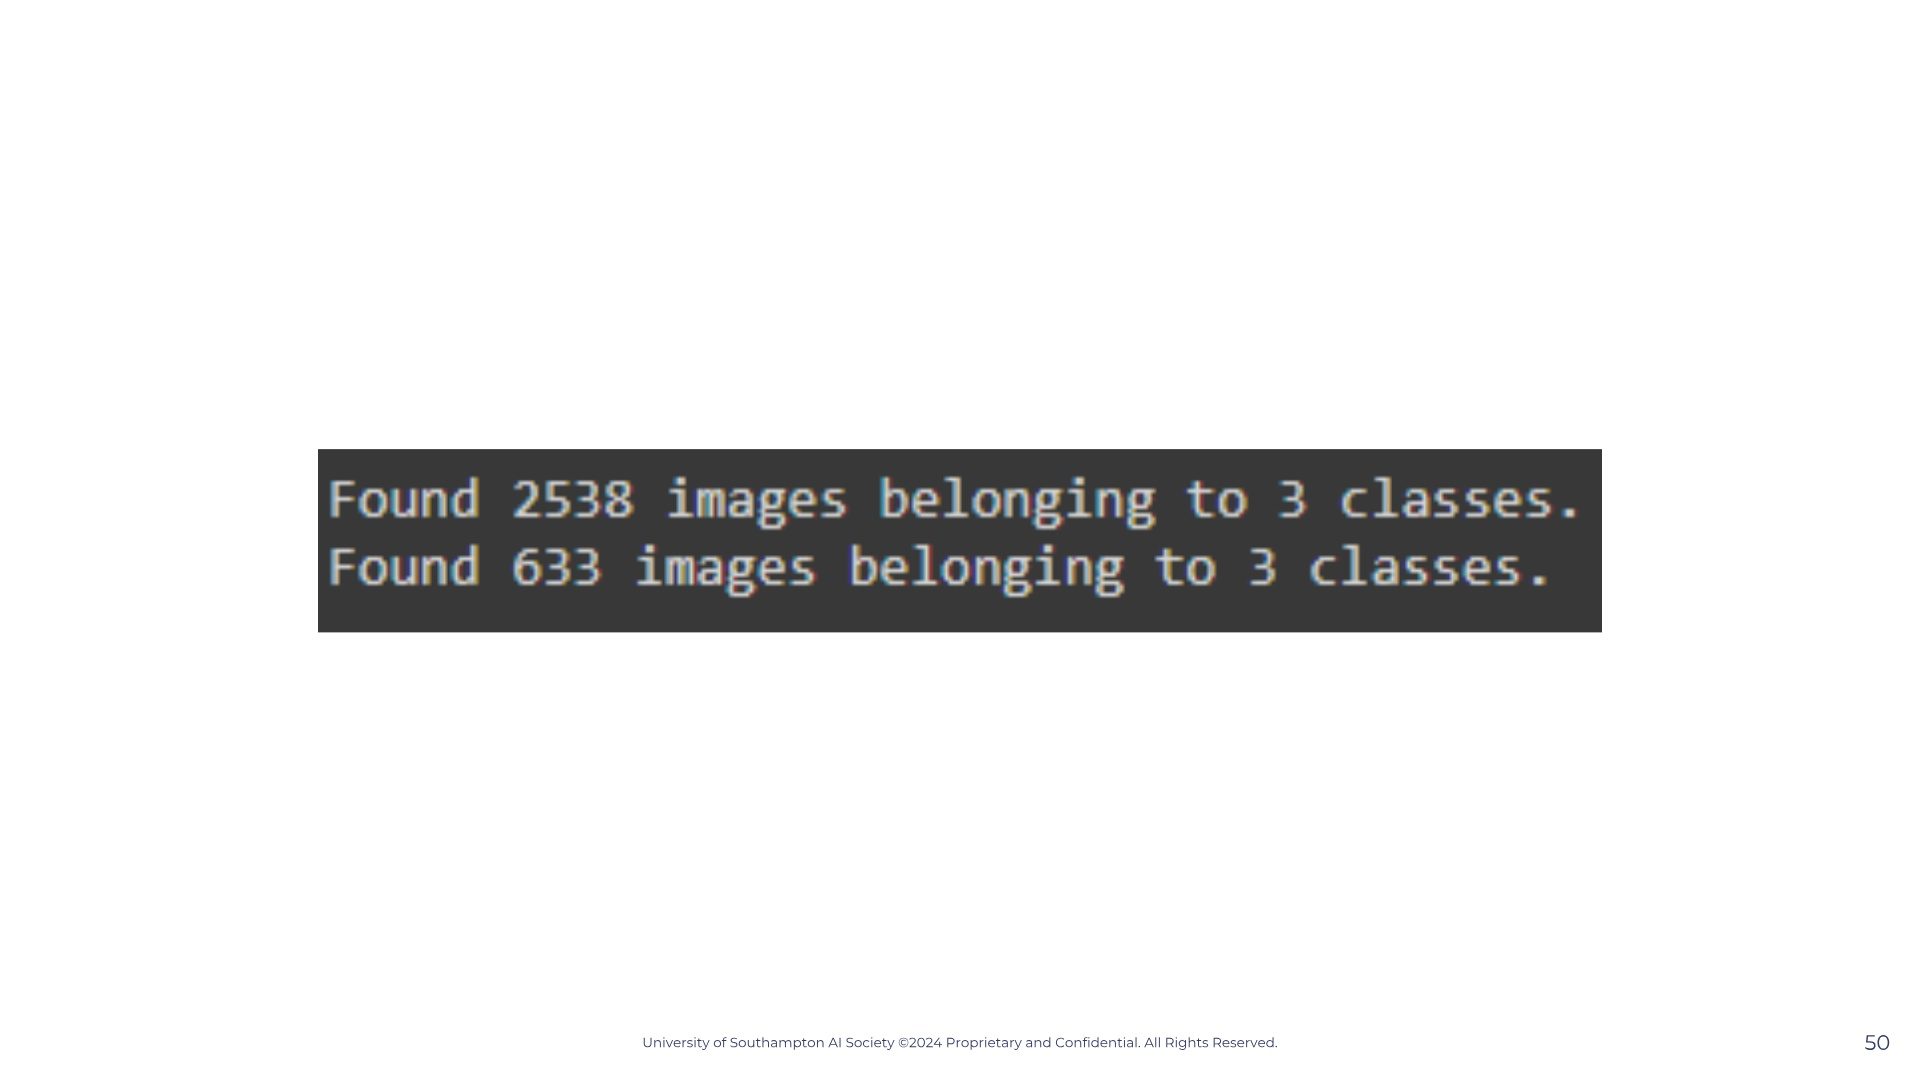 Found 2538 images belonging to 3 classes.
Found 633 images belonging to 3 classes.
University of Southampton AI Society ©2024 Proprietary and Confidential. All Rights Reserved.
50